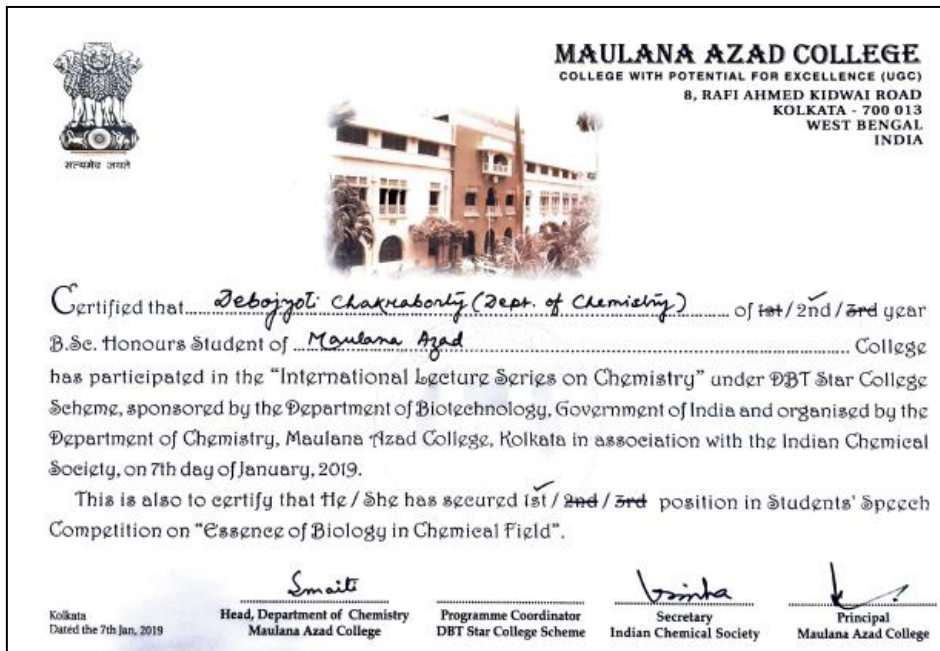 MAULANA AZAD COLLEGE
COLLEGE WITH POTENTIAL FOR EXCELLENCE (UGC)
8, RAFI AHMED KIDWAI ROAD
KOLKATA - 700 013
WEST BENGAL
INDIA
सत्यमेव जयते
Certified that Debojyoti Chakraborty (Dept. of Chemistry) of 1st / 2nd / 3rd year
B.Sc. Honours Student of Maulana Azad College
has participated in the “International Lecture Series on Chemistry” under DBT Star College
Scheme, sponsored by the Department of Biotechnology, Government of India and organised by the
Department of Chemistry, Maulana Azad College, Kolkata in association with the Indian Chemical
Society, on 7th day of January, 2019.
This is also to certify that He / She has secured 1st / 2nd / 3rd position in Students' Speech
Competition on “Essence of Biology in Chemical Field”.
Smaiti
Kolkata
Dated the 7th Jan, 2019
Head, Department of Chemistry
Maulana Azad College
Programme Coordinator
DBT Star College Scheme
Secretary
Indian Chemical Society
Principal
Maulana Azad College